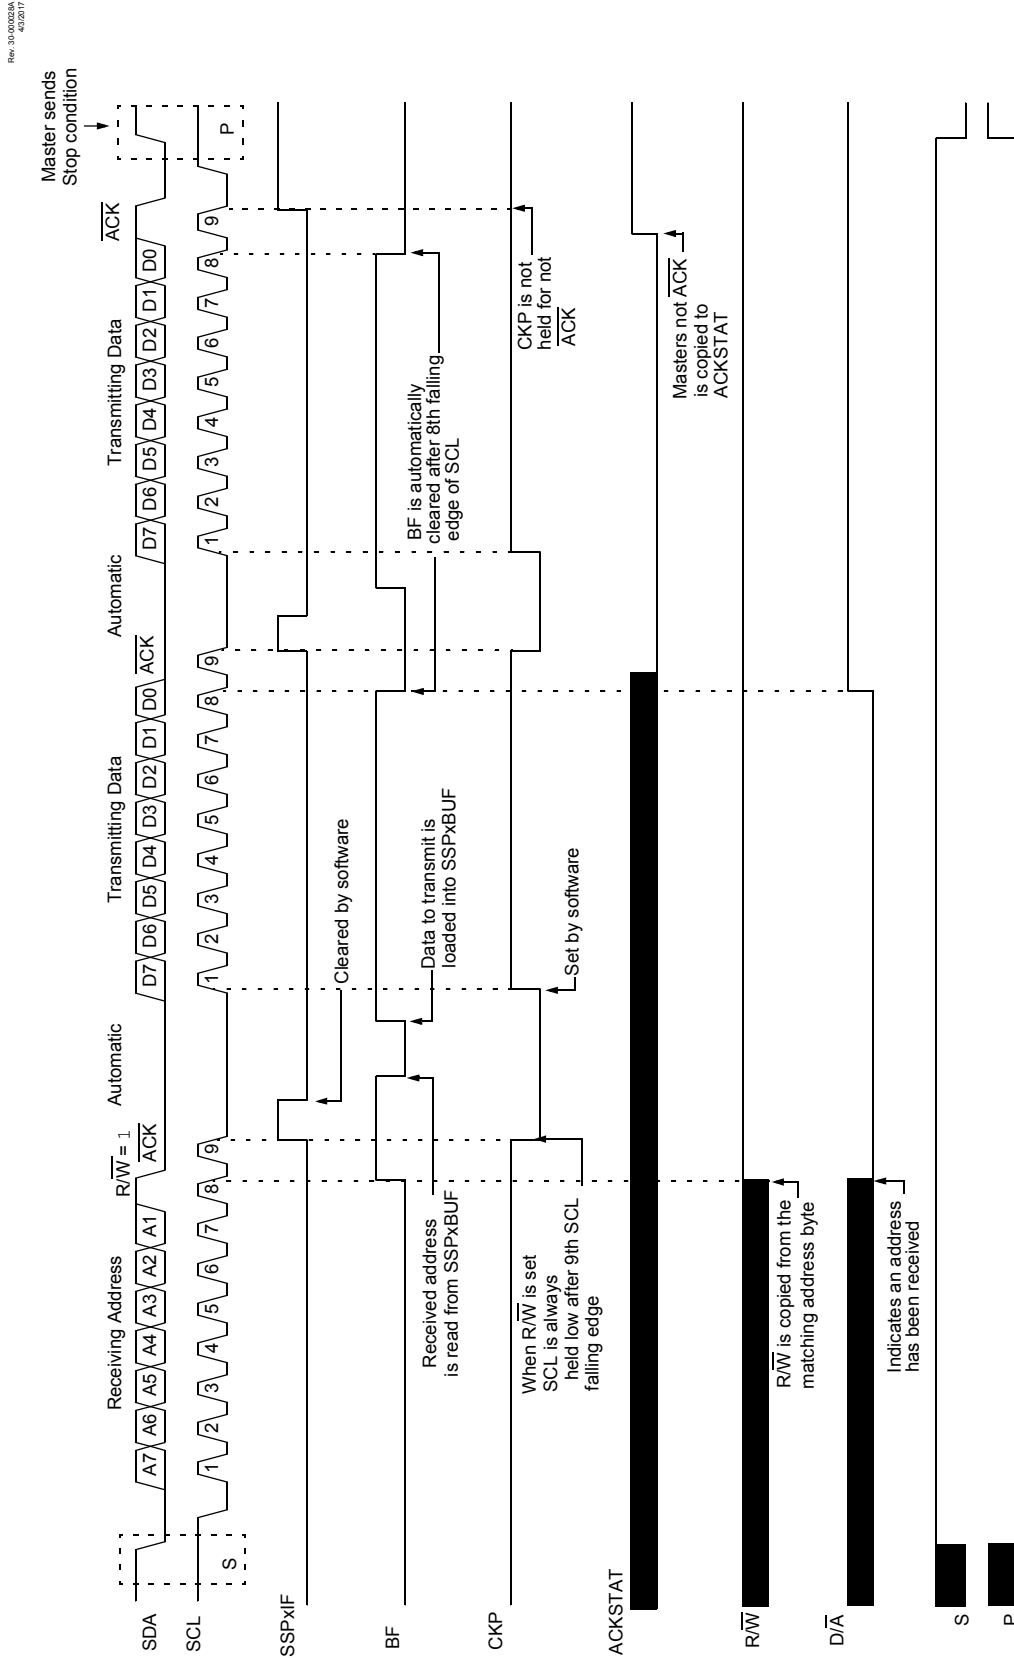 Rev. 30-000028A
4/3/2017
Master sends
Stop condition
Receiving Address
R/W = 1
ACK
Automatic
Transmitting Data
ACK
Automatic
Transmitting Data
ACK
SDA
A7 A6 A5 A4 A3 A2 A1
D7 D6 D5 D4 D3 D2 D1 D0
D7 D6 D5 D4 D3 D2 D1 D0
SCL
S
1 2 3 4 5 6 7 8 9
1 2 3 4 5 6 7 8 9
1 2 3 4 5 6 7 8 9
P
SSPxIF
Cleared by software
BF
Received address
is read from SSPxBUF
Data to transmit is
loaded into SSPxBUF
BF is automatically
cleared after 8th falling
edge of SCL
CKP
When R/W is set
SCL is always
held low after 9th SCL
falling edge
Set by software
CKP is not
held for not
ACK
ACKSTAT
Masters not ACK
is copied to
ACKSTAT
R/W
R/W is copied from the
matching address byte
D/A
Indicates an address
has been received
S
P